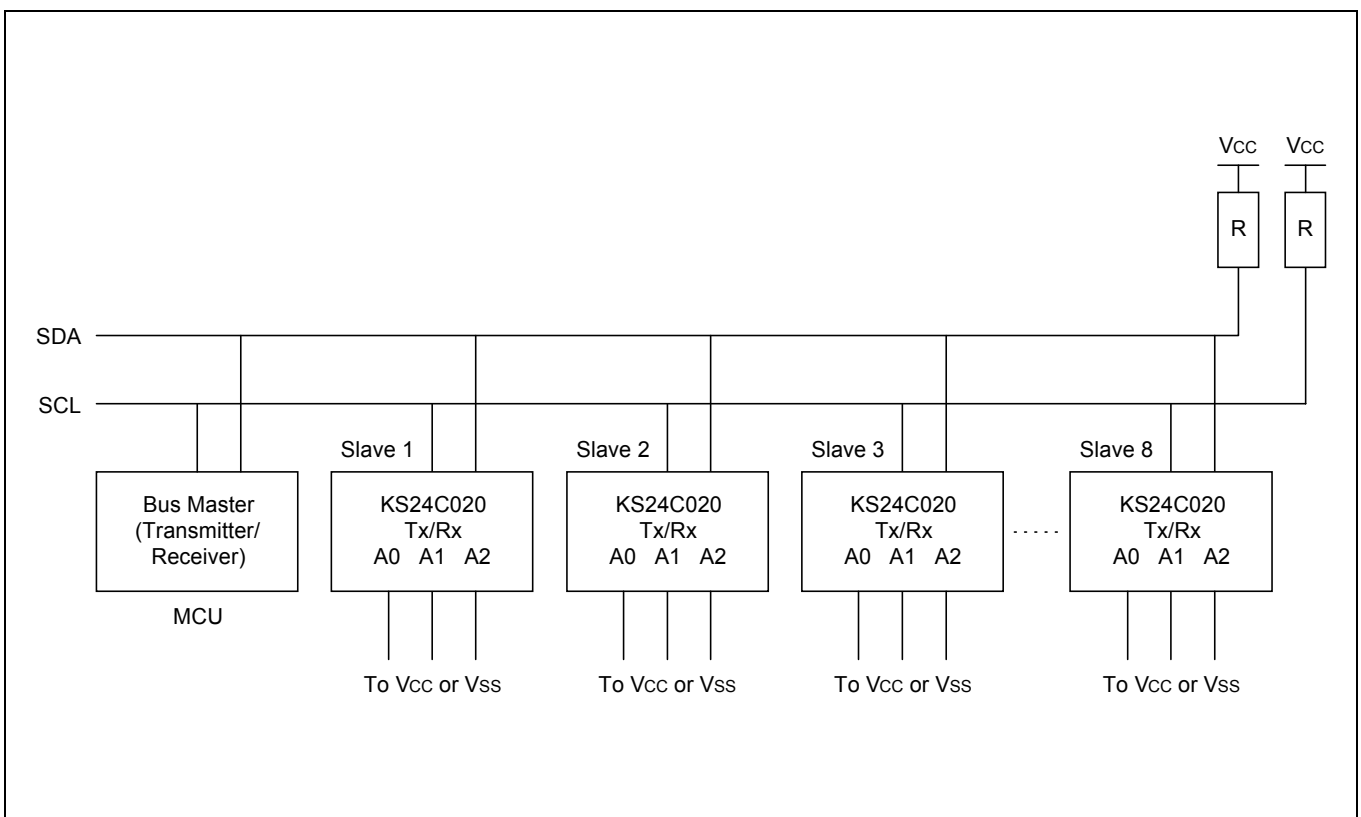 VCC VCC
R R
SDA
SCL
Slave 1 Slave 2 Slave 3 Slave 8
Bus Master
(Transmitter/
Receiver)
MCU
KS24C020
Tx/Rx
A0 A1 A2
To VCC or VSS
KS24C020
Tx/Rx
A0 A1 A2
To VCC or VSS
KS24C020
Tx/Rx
A0 A1 A2
To VCC or VSS
.....
KS24C020
Tx/Rx
A0 A1 A2
To VCC or VSS